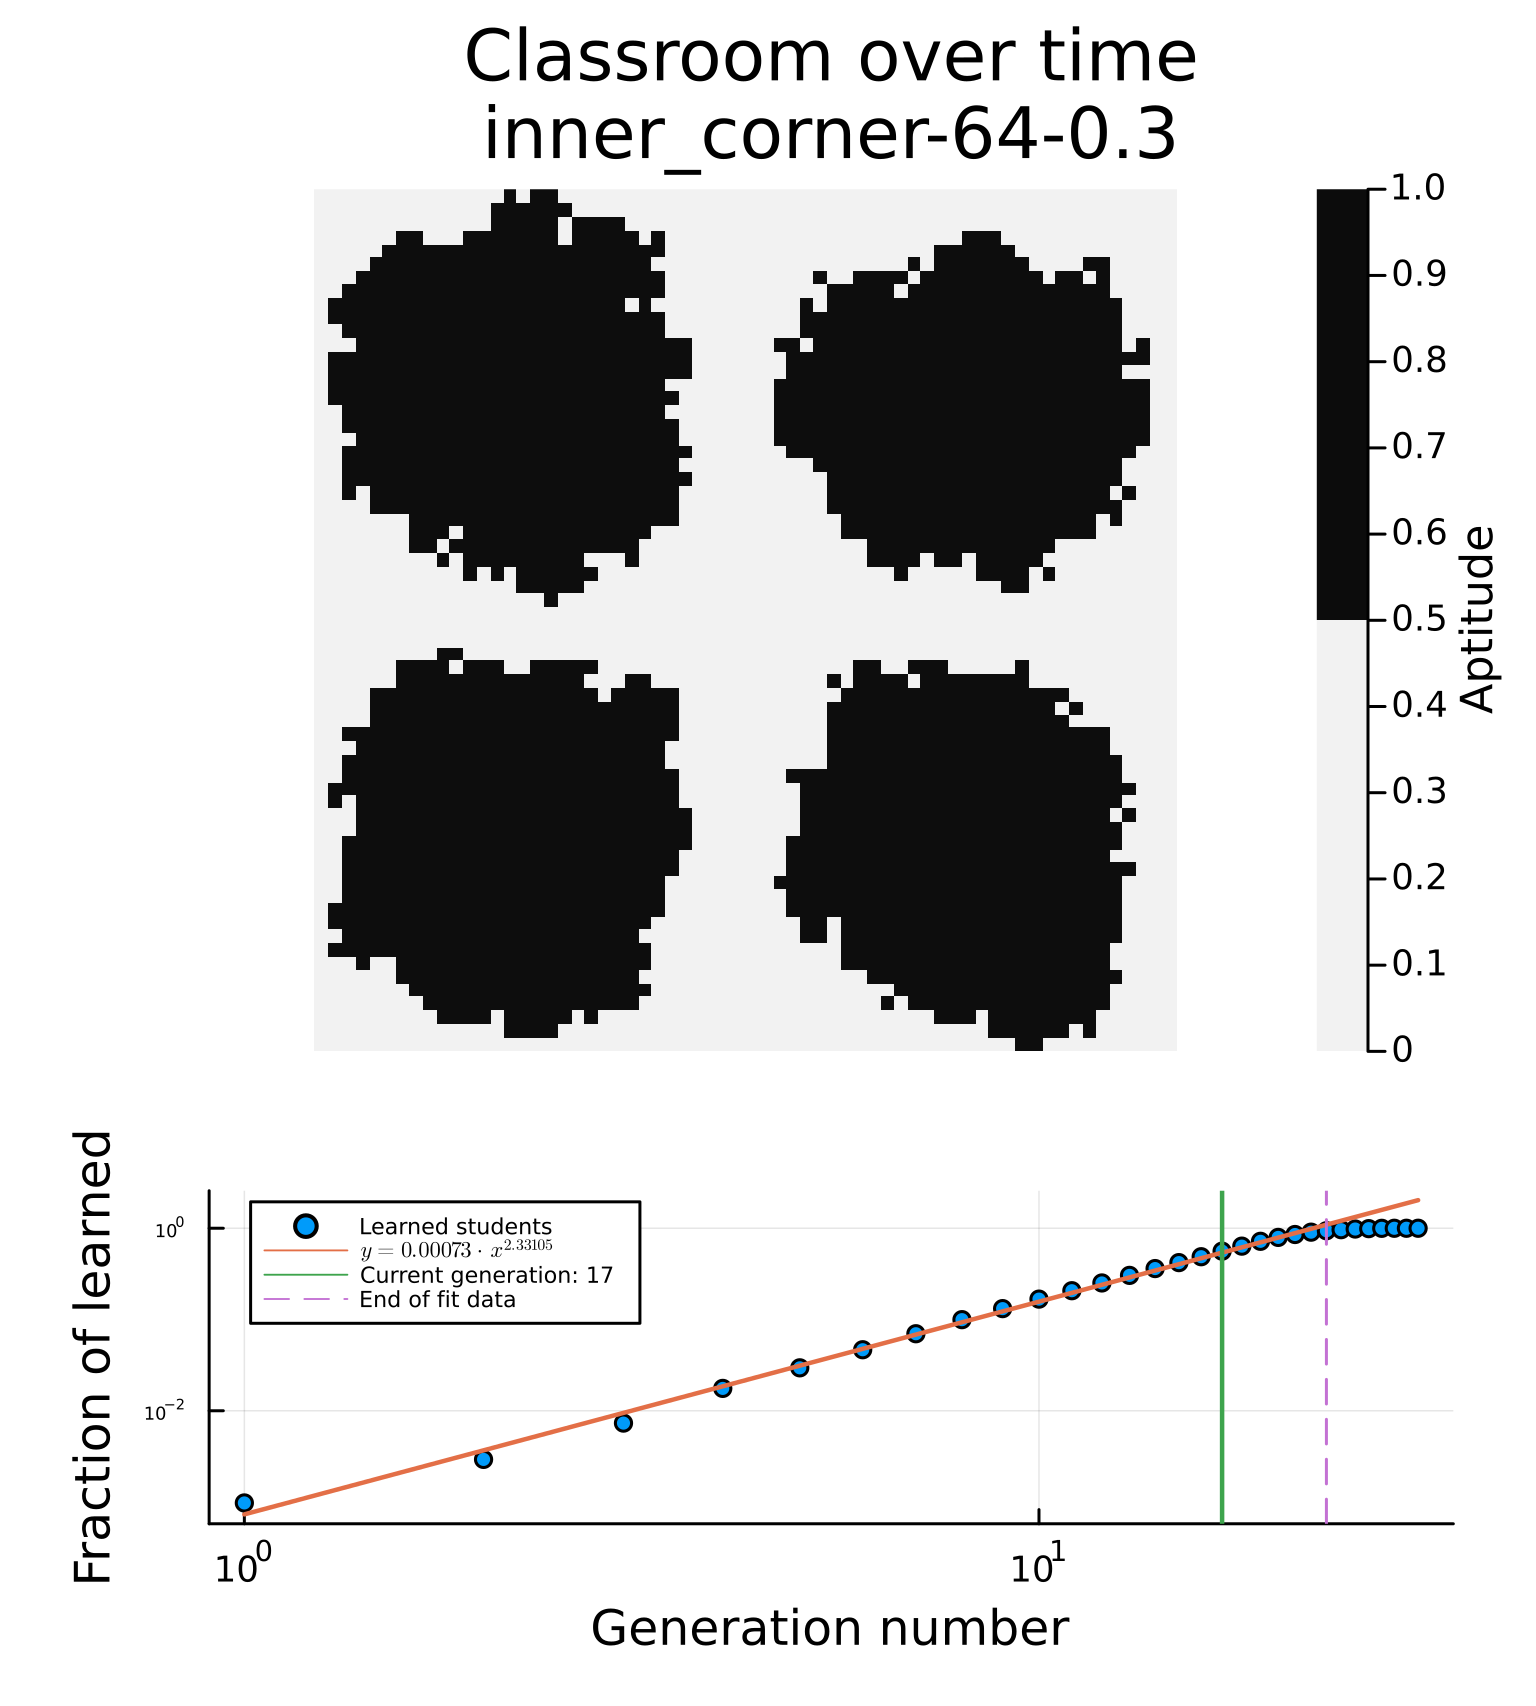 Classroom over time
inner_corner-64-0.3
1.0
0.9
0.8
0.7
0.6
0.5
0.4
0.3
0.2
0.1
0
Aptitude
Fraction of learned
10^0
10^-2
Learned students
y = 0.00073 · x^2.33105
Current generation: 17
End of fit data
10^0
10^1
Generation number